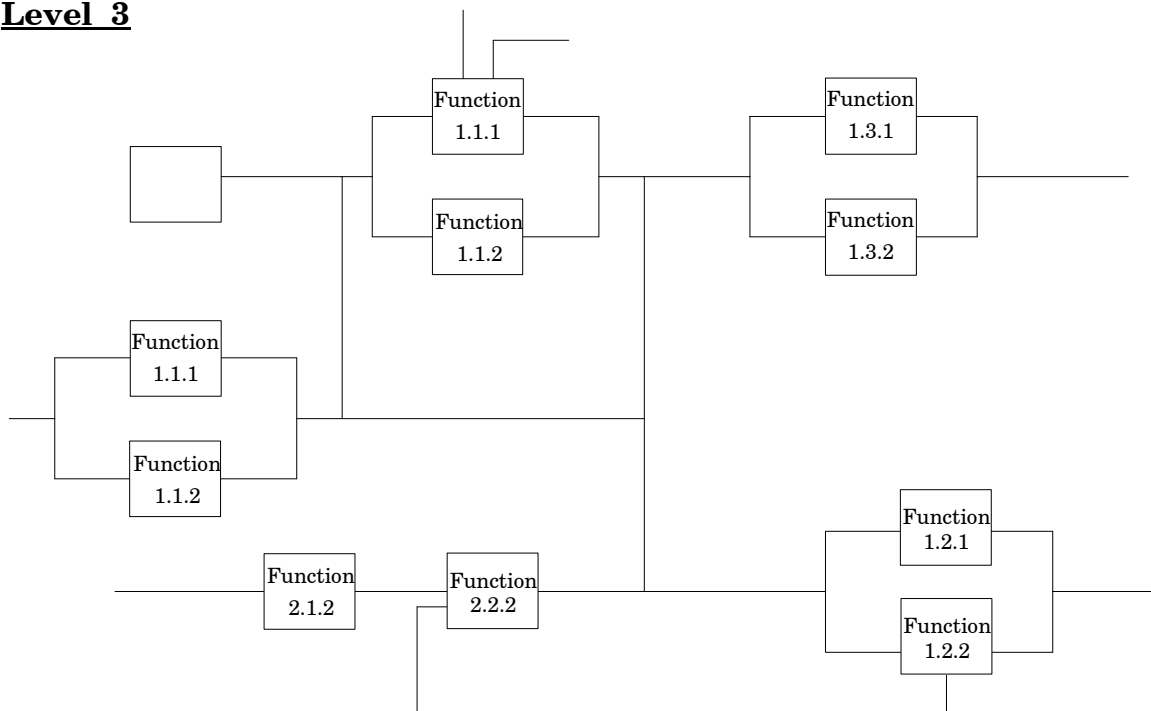 Level 3
Function
1.1.1
Function
1.3.1
Function
1.1.2
Function
1.3.2
Function
1.1.1
Function
1.1.2
Function
1.2.1
Function
2.1.2
Function
2.2.2
Function
1.2.2